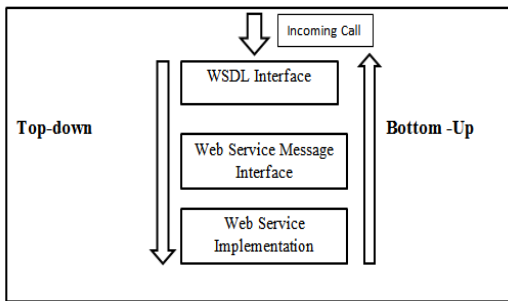 Incoming Call
WSDL Interface
Top-down
Bottom -Up
Web Service Message
Interface
Web Service
Implementation